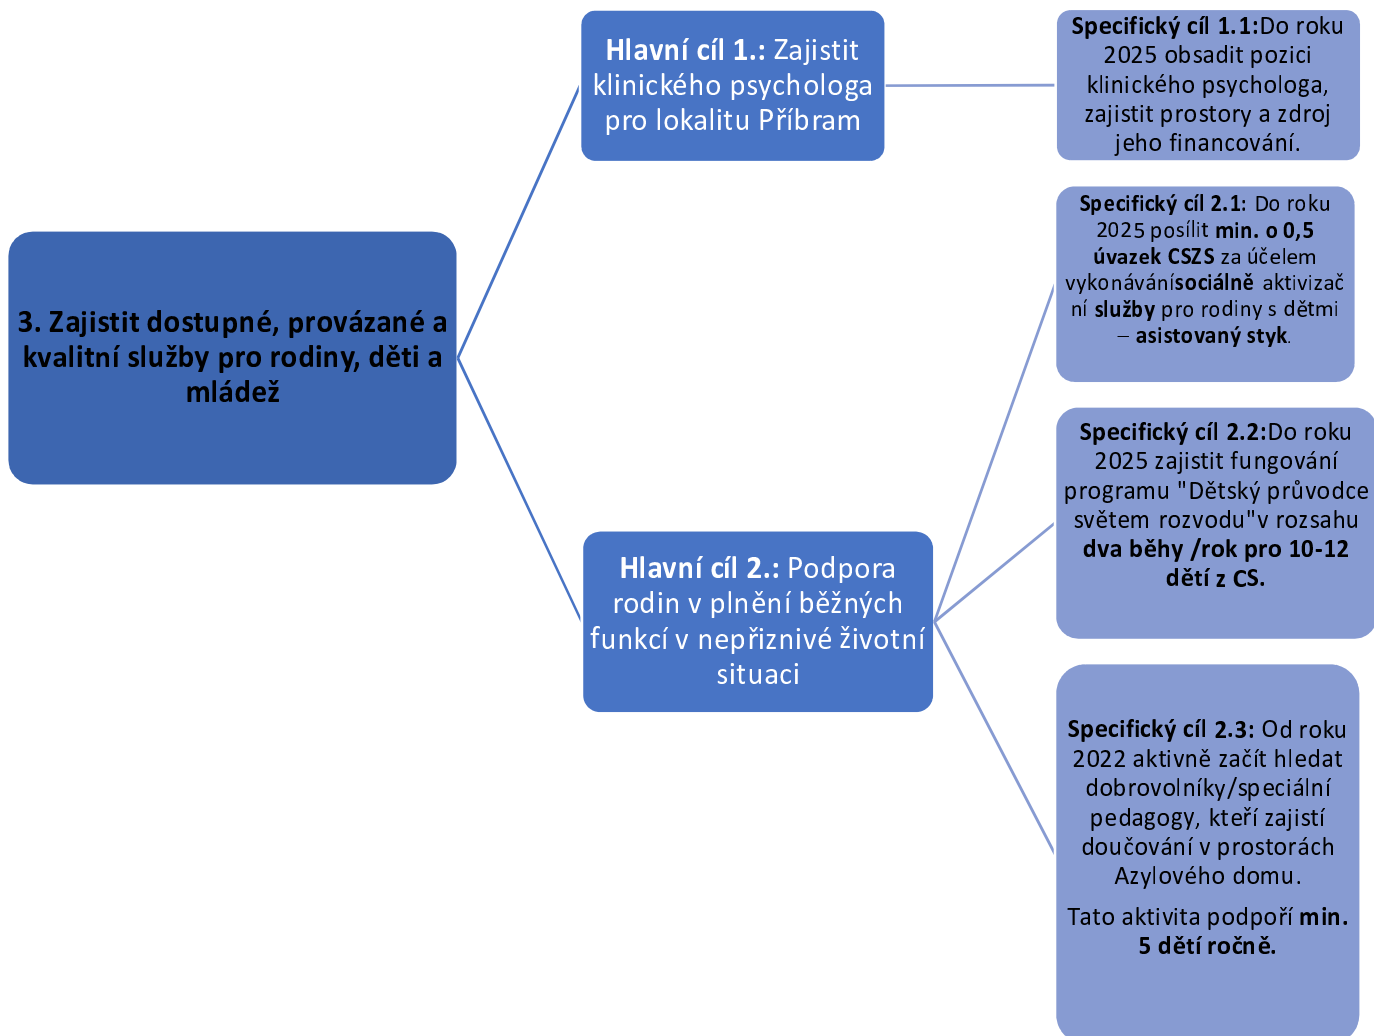 3. Zajistit dostupné, provázané a
kvalitní služby pro rodiny, děti a
mládež
Hlavní cíl 1.: Zajistit
klinického psychologa
pro lokalitu Příbram
Specifický cíl 1.1:Do roku
2025 obsadit pozici
klinického psychologa,
zajistit prostory a zdroj
jeho financování.
Hlavní cíl 2.: Podpora
rodin v plnění běžných
funkcí v nepřiznivé životní
situaci
Specifický cíl 2.1: Do roku
2025 posílit min. o 0,5
úvazek CSZS za účelem
vykonávánísociálně aktivizač
ní služby pro rodiny s dětmi
– asistovaný styk.
Specifický cíl 2.2:Do roku
2025 zajistit fungování
programu "Dětský průvodce
světem rozvodu"v rozsahu
dva běhy /rok pro 10-12
dětí z CS.
Specifický cíl 2.3: Od roku
2022 aktivně začít hledat
dobrovolníky/speciální
pedagogy, kteří zajistí
doučování v prostorách
Azylového domu.
Tato aktivita podpoří min.
5 dětí ročně.